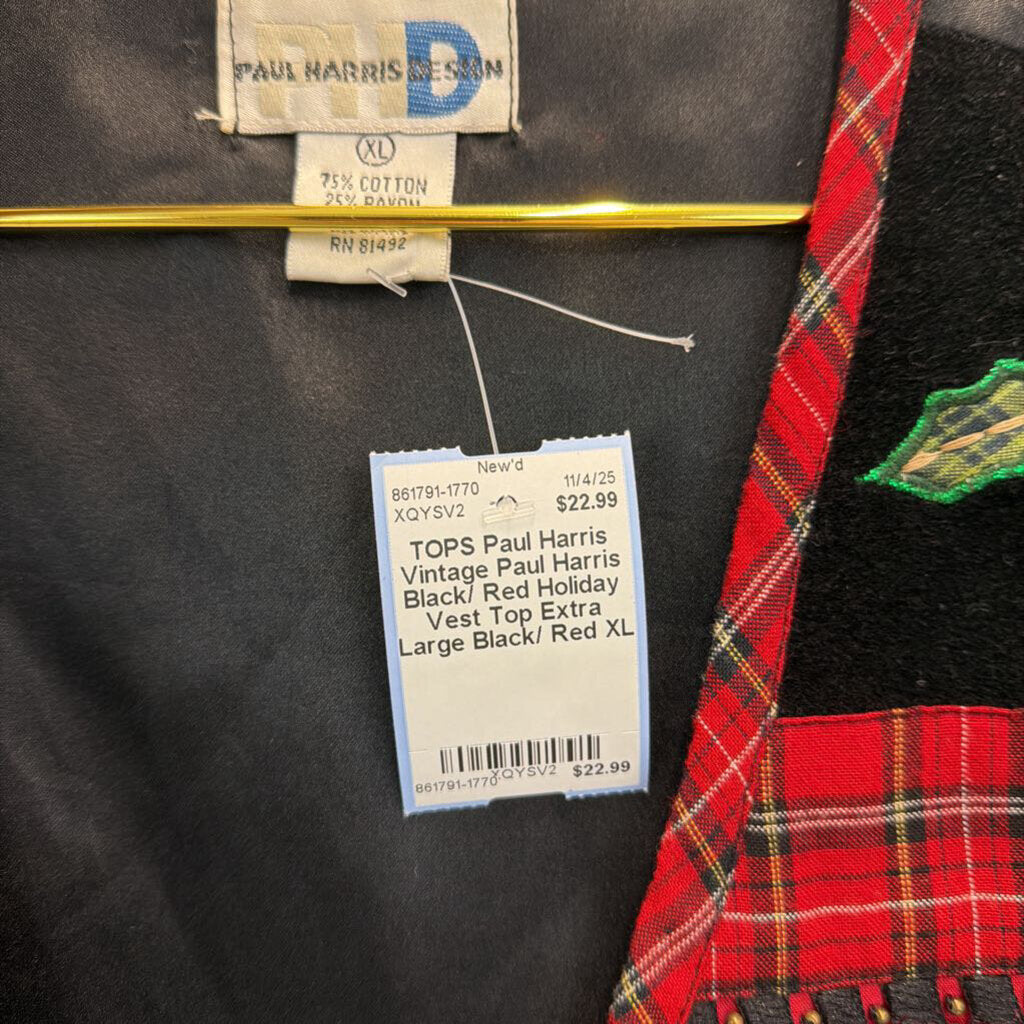 PHD
PAUL HARRIS DESIGN
XL
75% COTTON
25% RAYON
RN 81492
New'd
861791-1770 11/4/25
XQYSV2 $22.99
TOPS Paul Harris
Vintage Paul Harris
Black/ Red Holiday
Vest Top Extra
Large Black/ Red XL
861791-1770 XQYSV2 $22.99